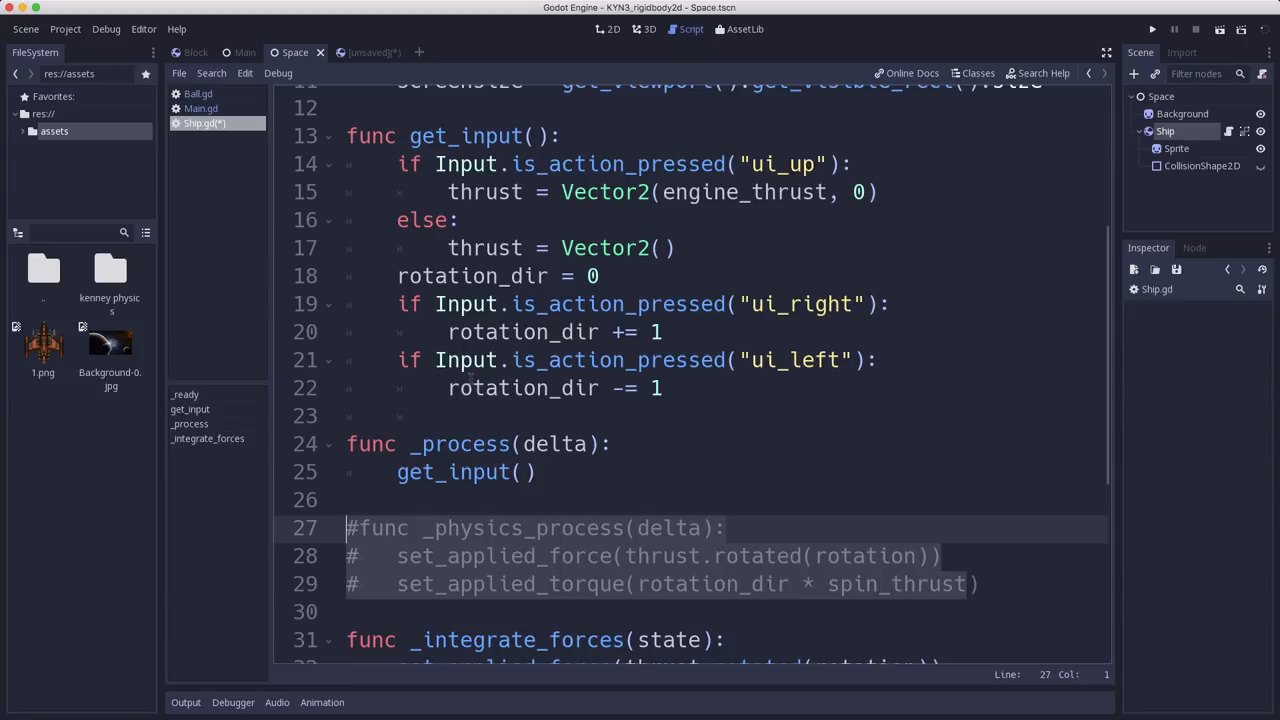 Godot Engine - KYN3_rigidbody2d - Space.tscn
Scene Project Debug Editor Help
2D 3D Script AssetLib
FileSystem
Block Main Space [unsaved](*)
Scene Import
res://assets
File Search Edit Debug
Online Docs Classes Search Help
Filter nodes
Favorites:
res://
assets
Ball.gd
Main.gd
Ship.gd(*)
Space
Background
Ship
Sprite
CollisionShape2D
12
13 func get_input():
14 if Input.is_action_pressed("ui_up"):
15 thrust = Vector2(engine_thrust, 0)
16 else:
17 thrust = Vector2()
18 rotation_dir = 0
19 if Input.is_action_pressed("ui_right"):
20 rotation_dir += 1
21 if Input.is_action_pressed("ui_left"):
22 rotation_dir -= 1
23
24 func _process(delta):
25 get_input()
26
27 #func _physics_process(delta):
28 # set_applied_force(thrust.rotated(rotation))
29 # set_applied_torque(rotation_dir * spin_thrust)
30
31 func _integrate_forces(state):
Inspector Node
Ship.gd
..
kenney physic
s
1.png
Background-0.
jpg
_ready
get_input
_process
_integrate_forces
Line: 27 Col: 1
Output Debugger Audio Animation